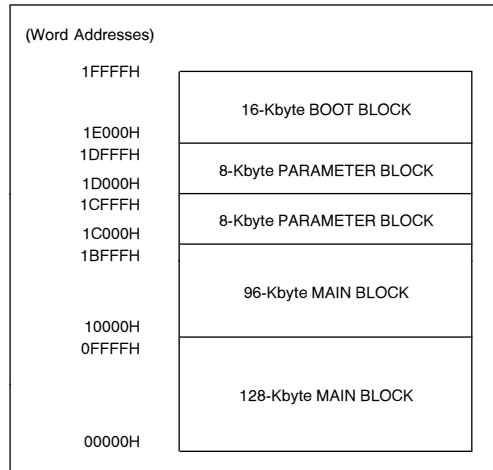 (Word Addresses)
1FFFFH
16-Kbyte BOOT BLOCK
1E000H
1DFFFH
8-Kbyte PARAMETER BLOCK
1D000H
1CFFFH
8-Kbyte PARAMETER BLOCK
1C000H
1BFFFH
96-Kbyte MAIN BLOCK
10000H
0FFFFH
128-Kbyte MAIN BLOCK
00000H